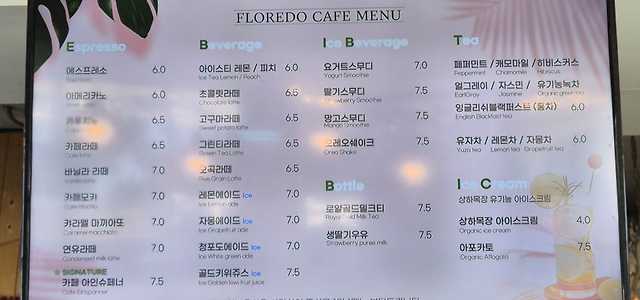 FLOREDO CAFE MENU
Espresso
에스프레소 6.0
아메리카노 6.0
Ice Americano
카페라떼 6.5
Cafe latte
바닐라 라떼 7.0
카페모카 7.0
Cafe Mocha
카라멜 마끼아또 7.0
Caramel macchiato
연유라떼 7.0
Condensed milk latte
SIGNATURE
카페 아인슈페너 7.5
Cafe Einspanner
Beverage
아이스티 레몬 / 피치 6.0
Ice Tea Lemon / Peach
초콜릿라떼 6.5
Chocolate latte
고구마라떼 6.5
Sweet potato latte
그린티라떼 6.5
Green Tea Latte
오곡라떼 6.5
Five Grain Latte
레몬에이드 Ice 7.0
Ice Lemon ade
자몽에이드 Ice 7.0
Ice Grapefruit ade
청포도에이드 Ice 7.0
Ice White green ade
골드키위쥬스 Ice 7.5
Ice Golden kiwi fruit juice
Ice Beverage
요거트스무디 7.0
Yogurt Smoothie
딸기스무디 7.5
Strawberry Smoothie
망고스무디 7.5
Mango Smoothie
오레오쉐이크 7.5
Oreo Shake
Bottle
로얄골드밀크티 7.5
Royal Gold Milk Tea
생딸기우유 7.5
Strawberry puree milk
Tea
페퍼민트 / 캐모마일 / 히비스커스
Peppermint Chamomile Hibiscus
얼그레이 / 자스민 / 유기농녹차
EarlGray Jasmine Organic green tea
잉글리쉬블랙퍼스트 (홍차) 6.0
English Blackfast tea
유자차 / 레몬차 / 자몽차 6.0
Yuza tea Lemon tea Grapefruit tea
Ice Cream
상하목장 유기농 아이스크림
상하목장 아이스크림 4.0
Organic ice cream
아포카토 7.5
Organic Affogato